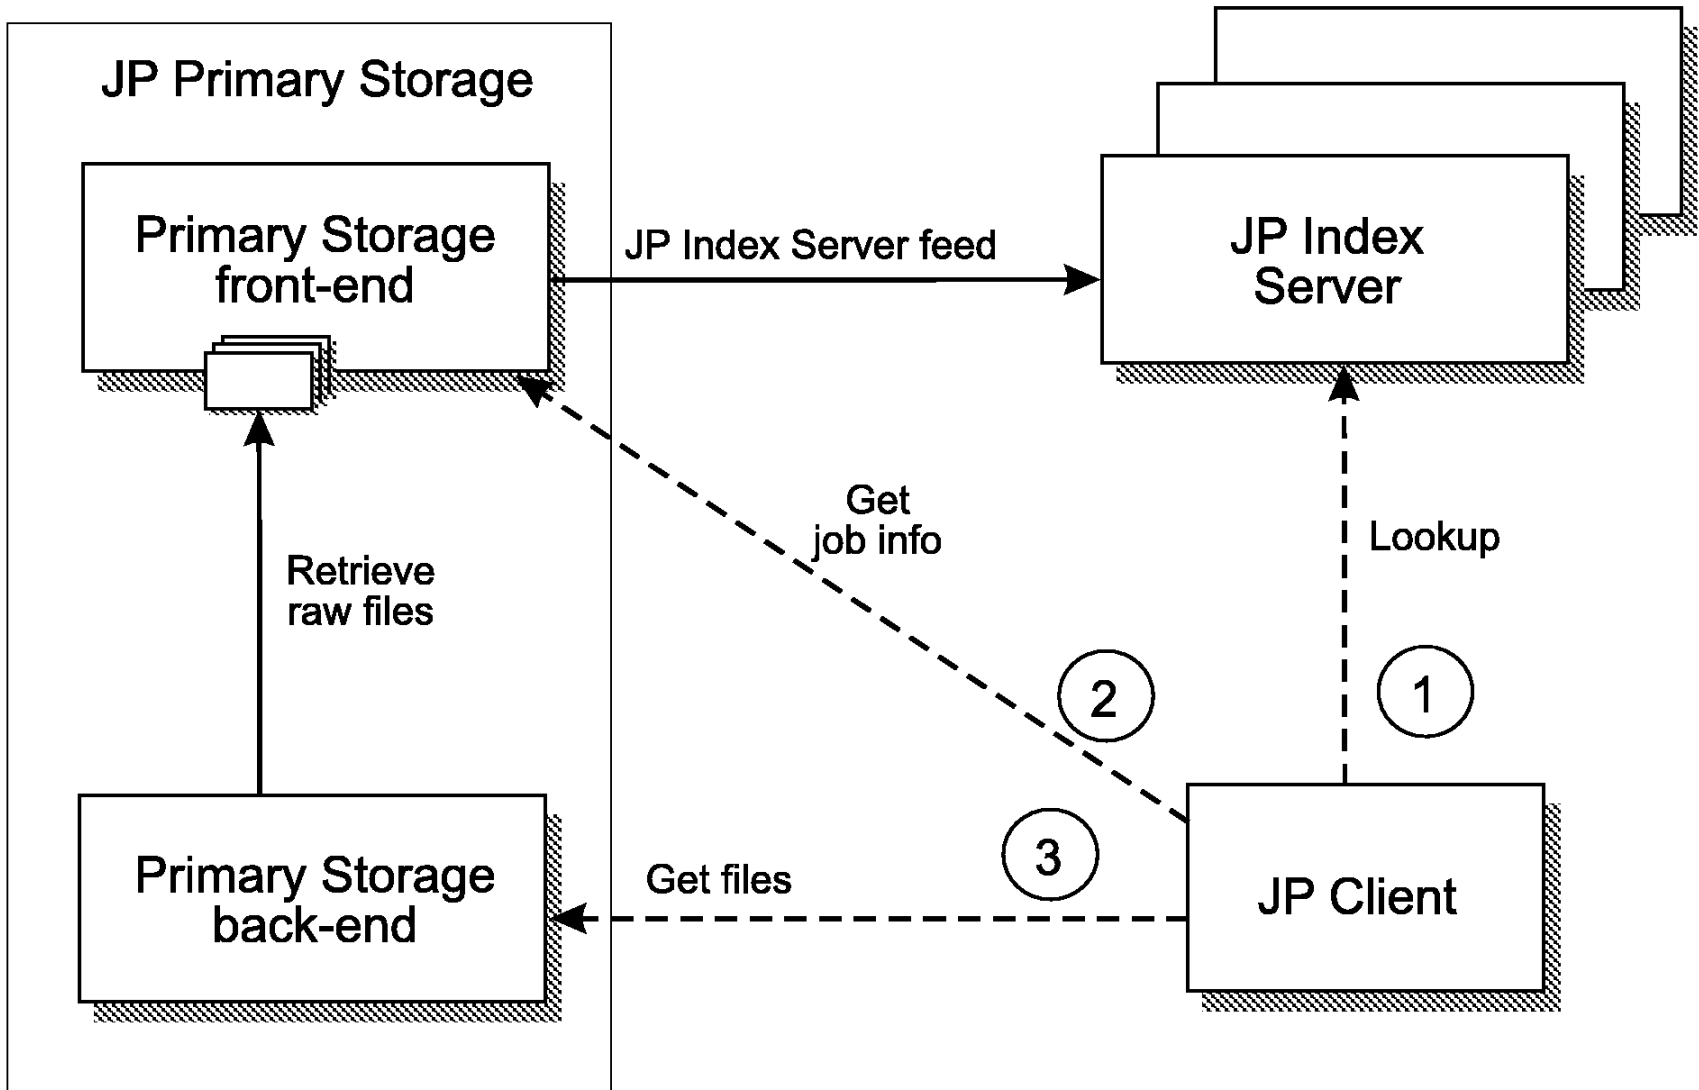 JP Primary Storage
Primary Storage
front-end
JP Index Server feed
JP Index
Server
Get
job info
Lookup
Retrieve
raw files
2
1
3
Primary Storage
back-end
Get files
JP Client